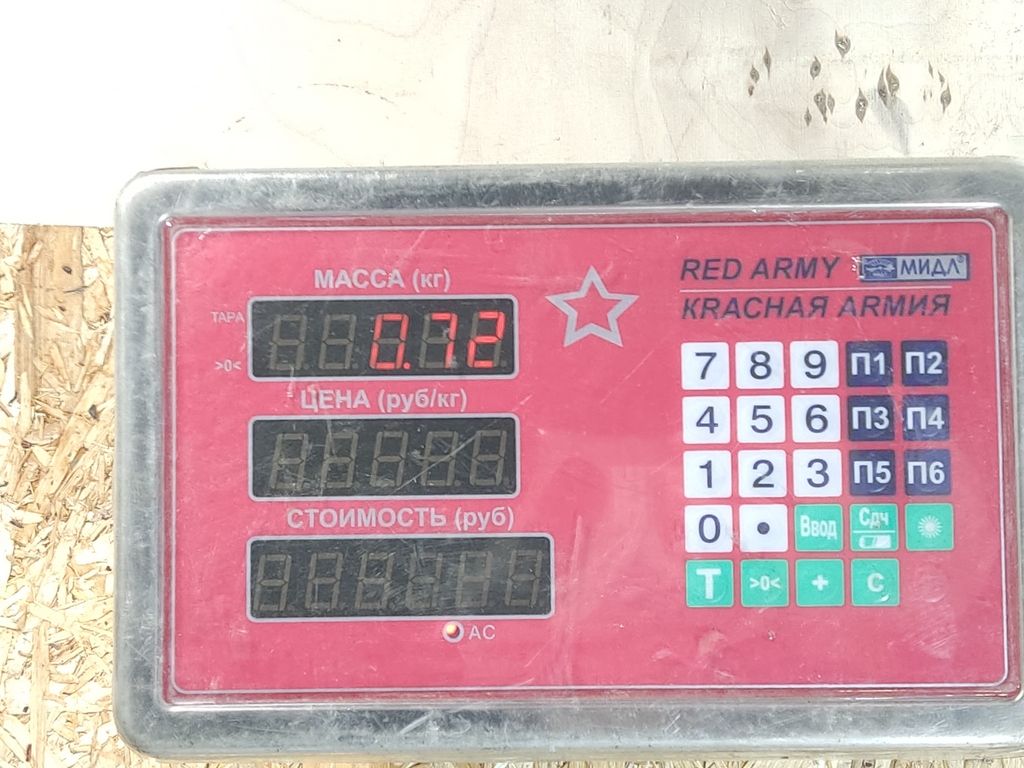 МАССА (кг)
ТАРА
0.72
>0<
ЦЕНА (руб/кг)
СТОИМОСТЬ (руб)
AC
RED ARMY МИДЛ®
КRАСНАЯ АRМИЯ
7 8 9 П1 П2
4 5 6 П3 П4
1 2 3 П5 П6
0 • Ввод Сдч
T >0< + C